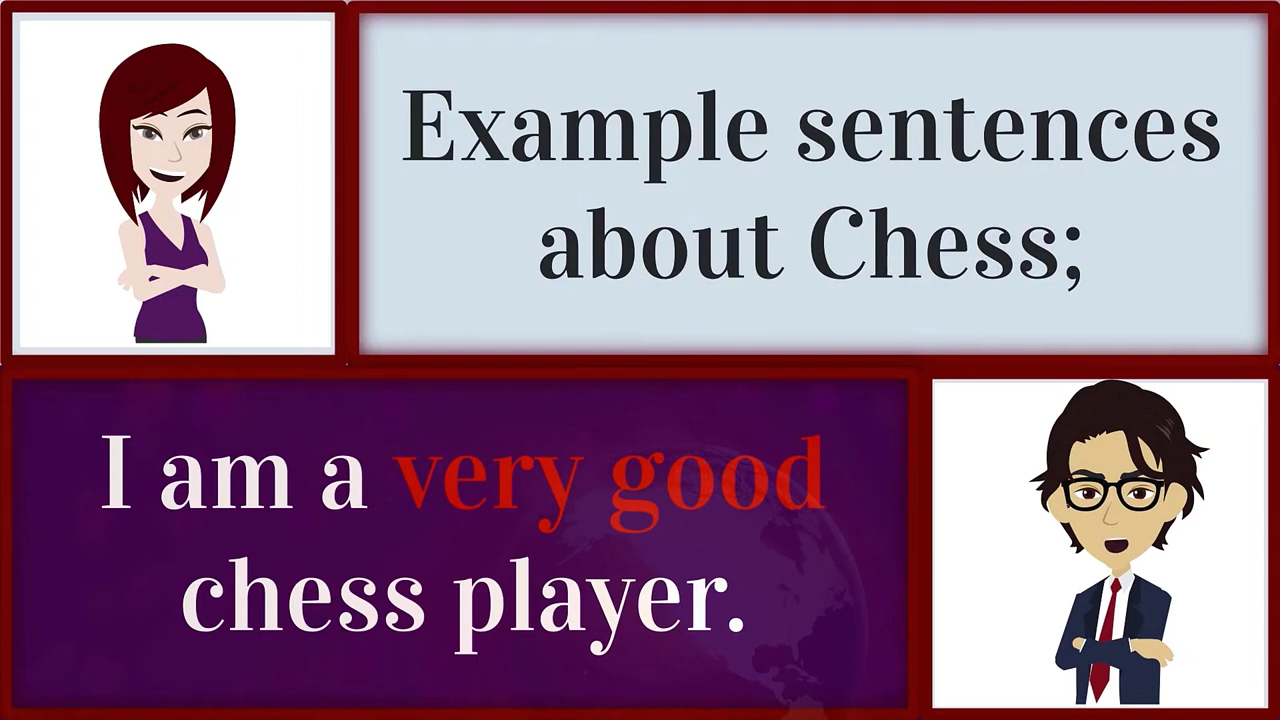 Example sentences
about Chess;
I am a very good
chess player.